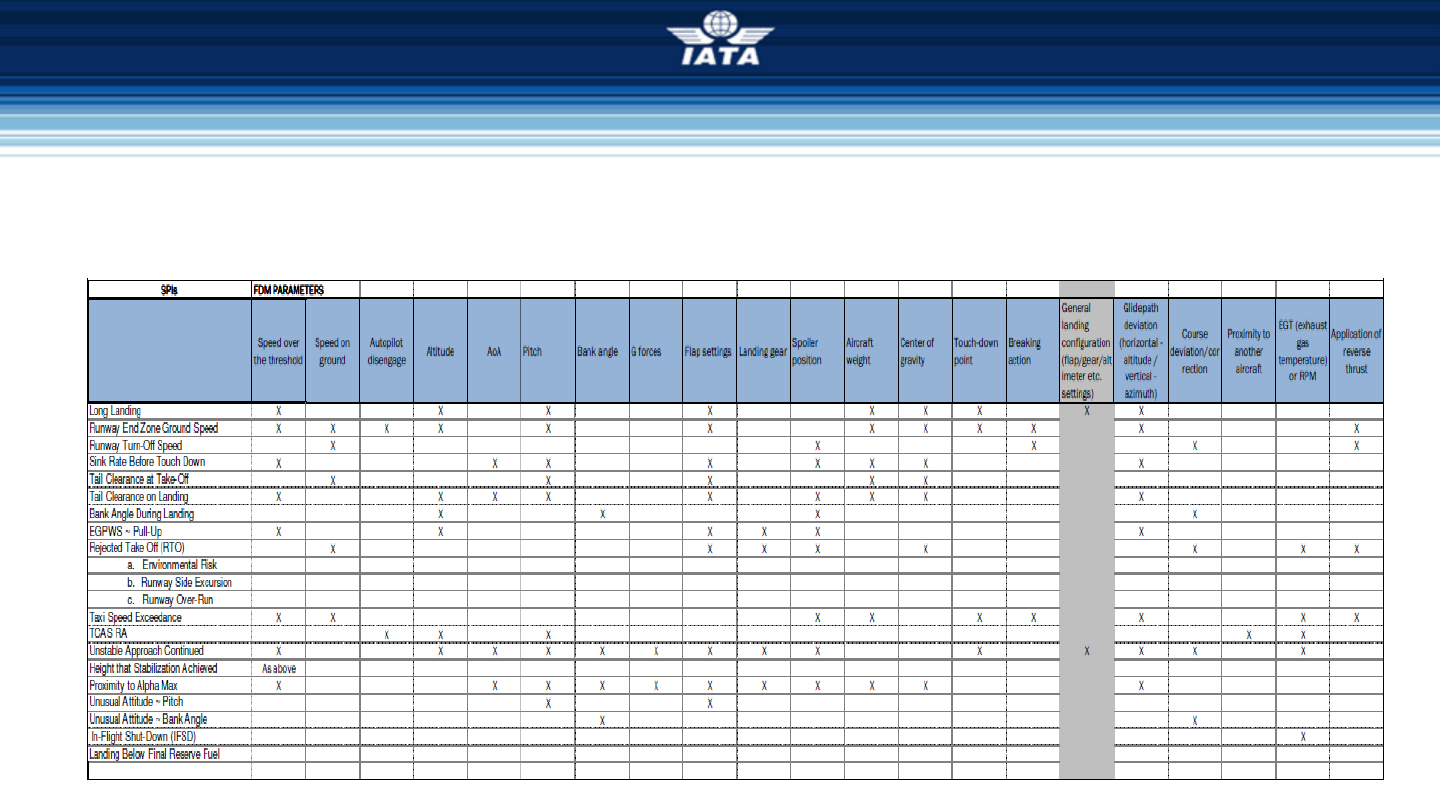 IATA
SPIs FDM PARAMETERS
Speed over the threshold Speed on ground Autopilot disengage Altitude AoA Pitch Bank angle G forces Flap settings Landing gear Spoiler position Aircraft weight Center of gravity Touch-down point Breaking action General landing configuration (flap/gear/alt imeter etc. settings) Glidepath deviation (horizontal - altitude / vertical - azimuth) Course deviation/cor rection Proximity to another aircraft EGT (exhaust gas temperature) or RPM Application of reverse thrust
Long Landing X X X X X X X X X
Runway End Zone Ground Speed X X X X X X X X X X X X
Runway Turn-Off Speed X X X X X
Sink Rate Before Touch Down X X X X X X X X
Tail Clearance at Take-Off X X X X X
Tail Clearance on Landing X X X X X X X X X
Bank Angle During Landing X X X X
EGPWS ~ Pull-Up X X X X X X
Rejected Take Off (RTO) X X X X X X X X
a. Environmental Risk
b. Runway Side Excursion
c. Runway Over-Run
Taxi Speed Exceedance X X X X X X X X X
TCAS RA X X X X X
Unstable Approach Continued X X X X X X X X X X X X X X
Height that Stabilization Achieved As above
Proximity to Alpha Max X X X X X X X X X X X
Unusual Attitude ~ Pitch X X
Unusual Attitude ~ Bank Angle X X
In-Flight Shut-Down (IFSD) X
Landing Below Final Reserve Fuel